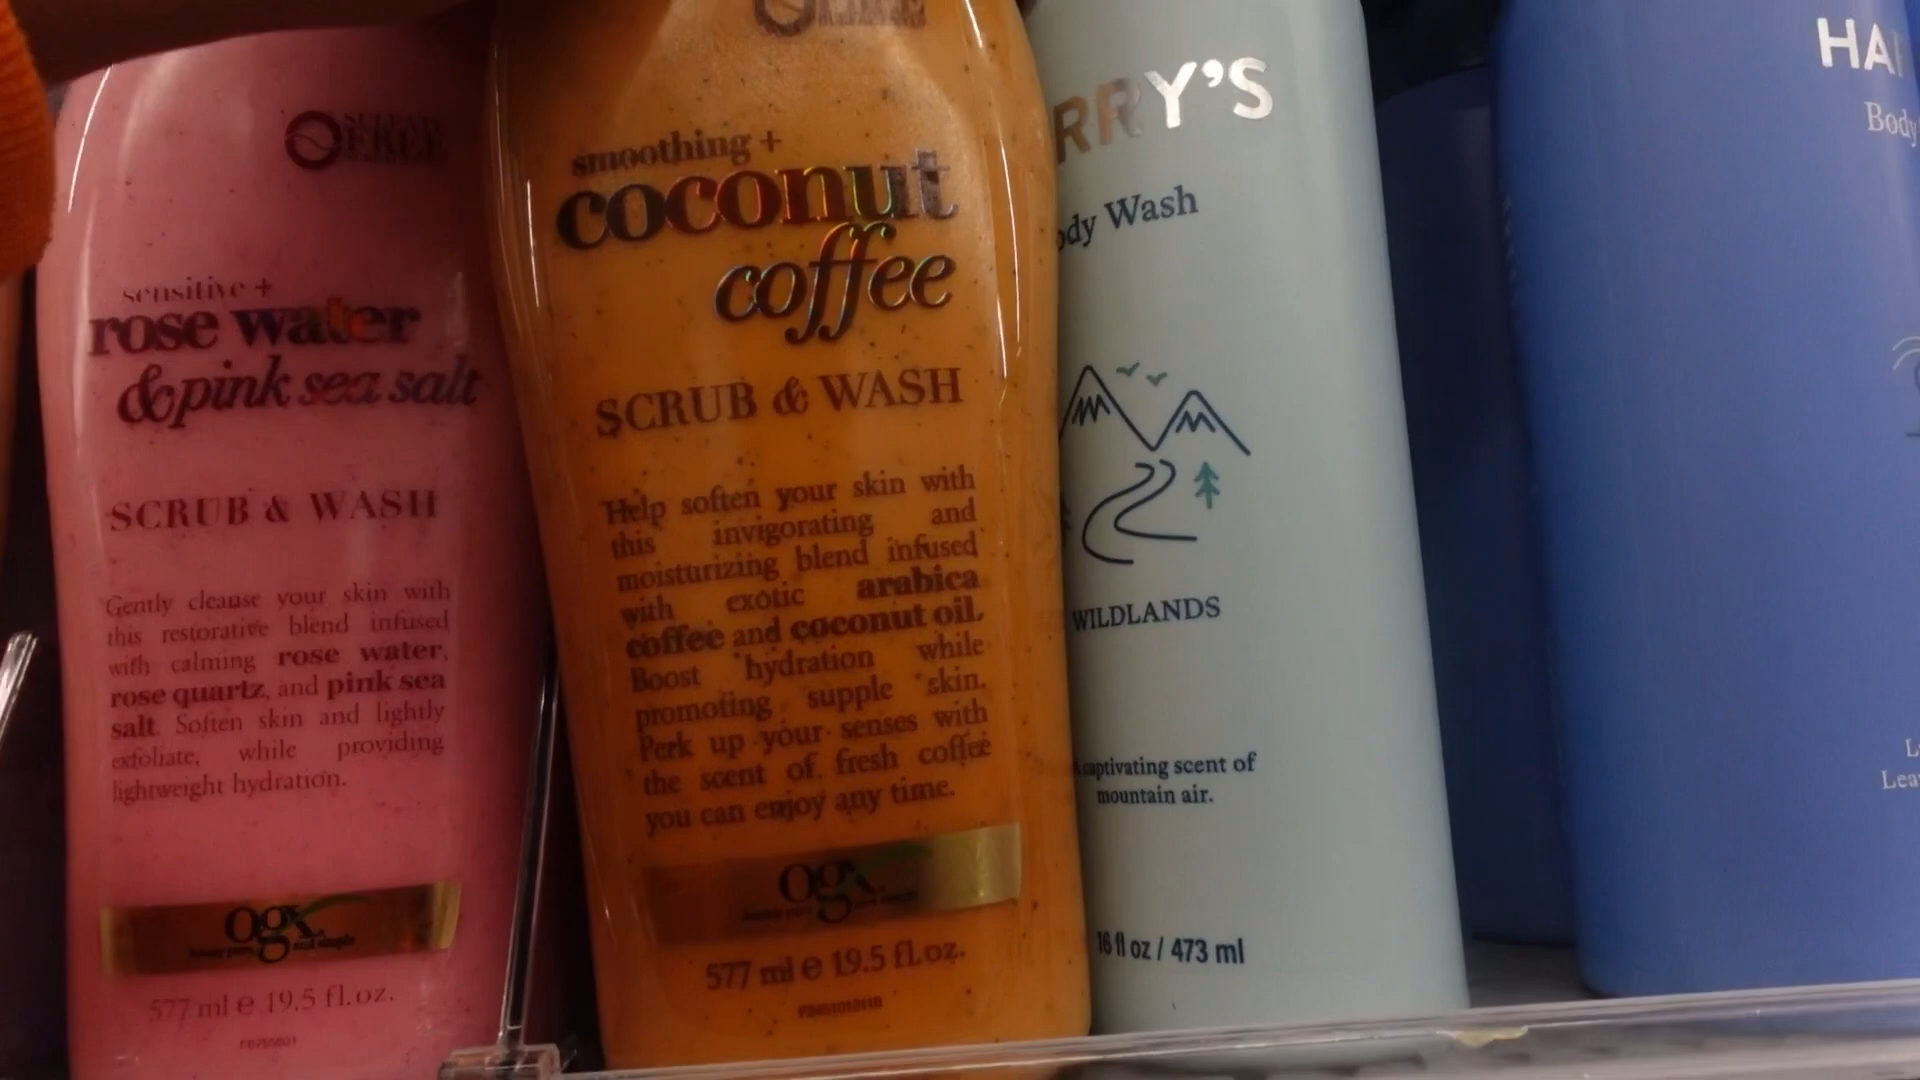 FREE
sensitive +
rose water
& pink sea salt
SCRUB & WASH
Gently cleanse your skin with
this restorative blend infused
with calming rose water,
rose quartz, and pink sea
salt. Soften skin and lightly
exfoliate, while providing
lightweight hydration.
ogx
577 ml e 19.5 fl.oz.
smoothing +
coconut
coffee
SCRUB & WASH
Help soften your skin with
this invigorating and
moisturizing blend infused
with exotic arabica
coffee and coconut oil.
Boost hydration while
promoting supple skin.
Perk up your senses with
the scent of fresh coffee
you can enjoy any time.
ogx
577 ml e 19.5 fl.oz.
RRY'S
ody Wash
WILDLANDS
captivating scent of
mountain air.
16 fl oz / 473 ml
HAR
Body
L
Lea